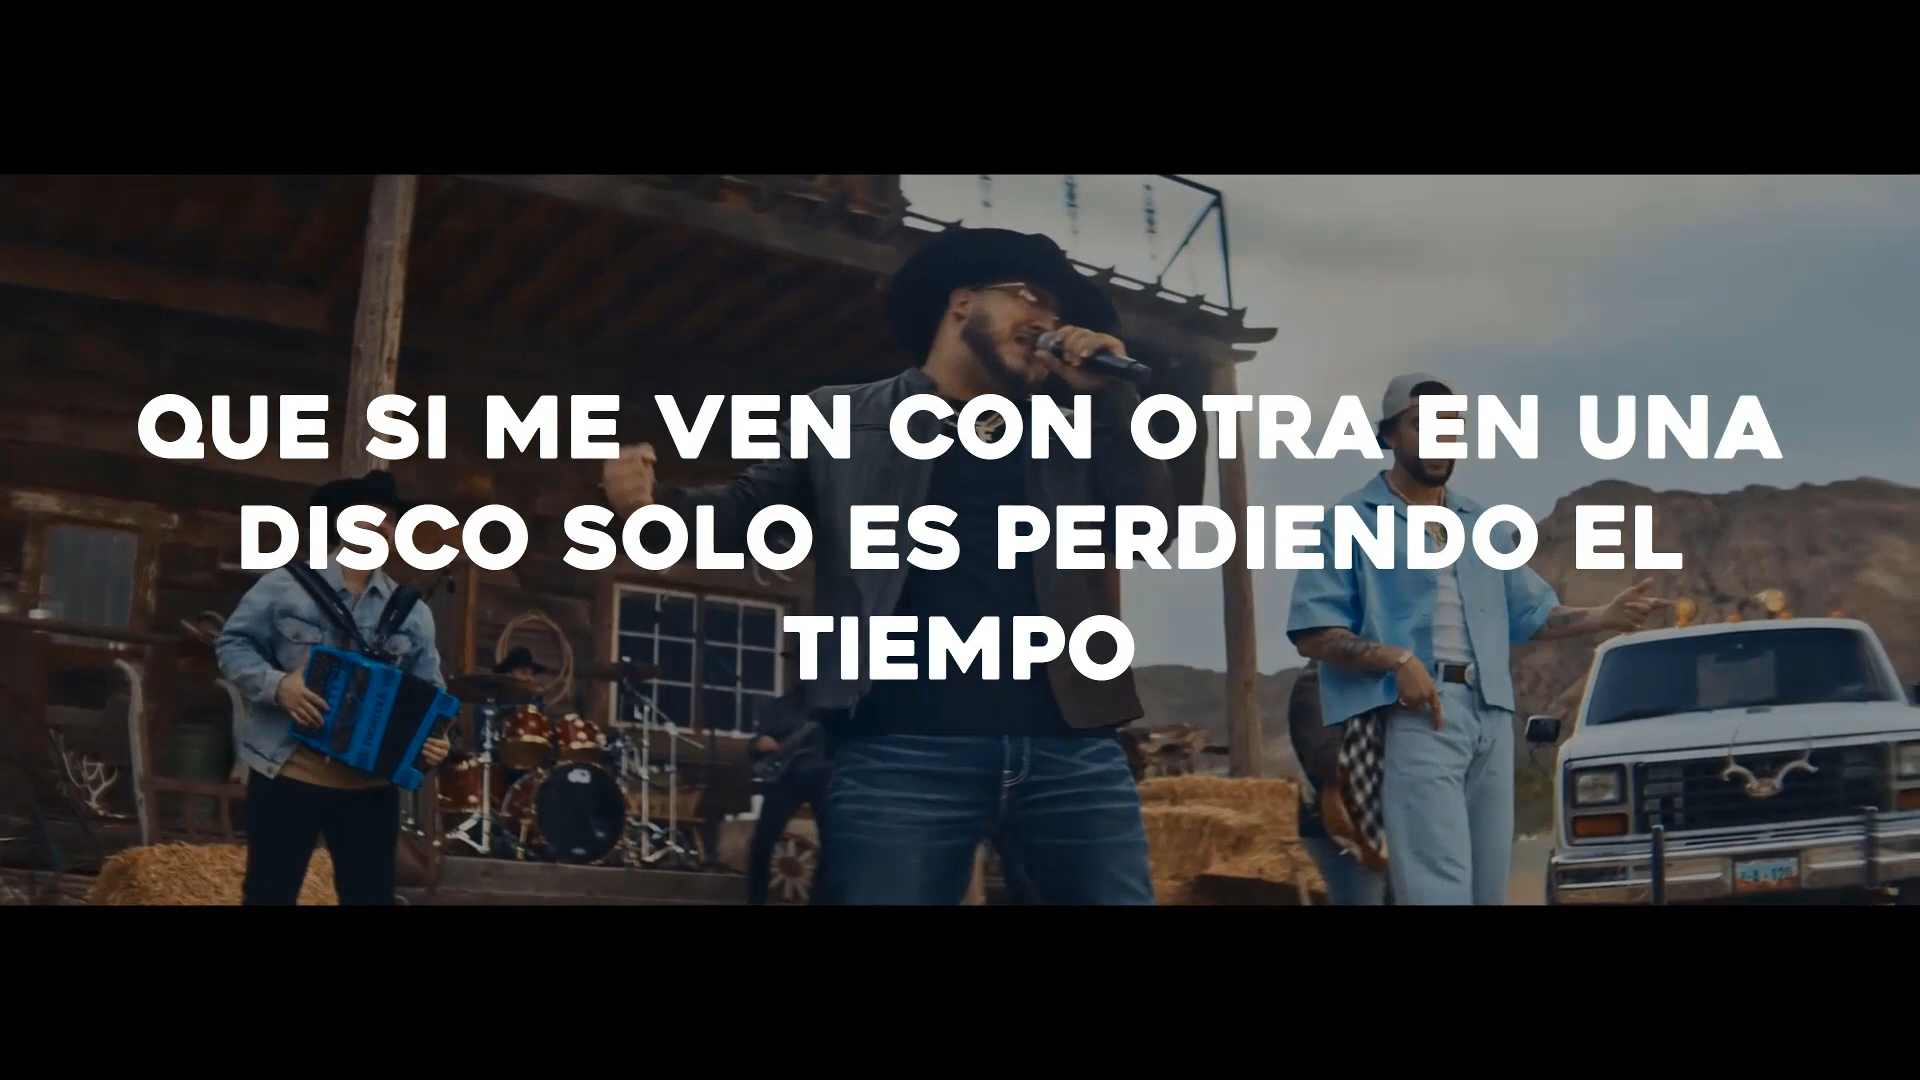 QUE SI ME VEN CON OTRA EN UNA
DISCO SOLO ES PERDIENDO EL
TIEMPO